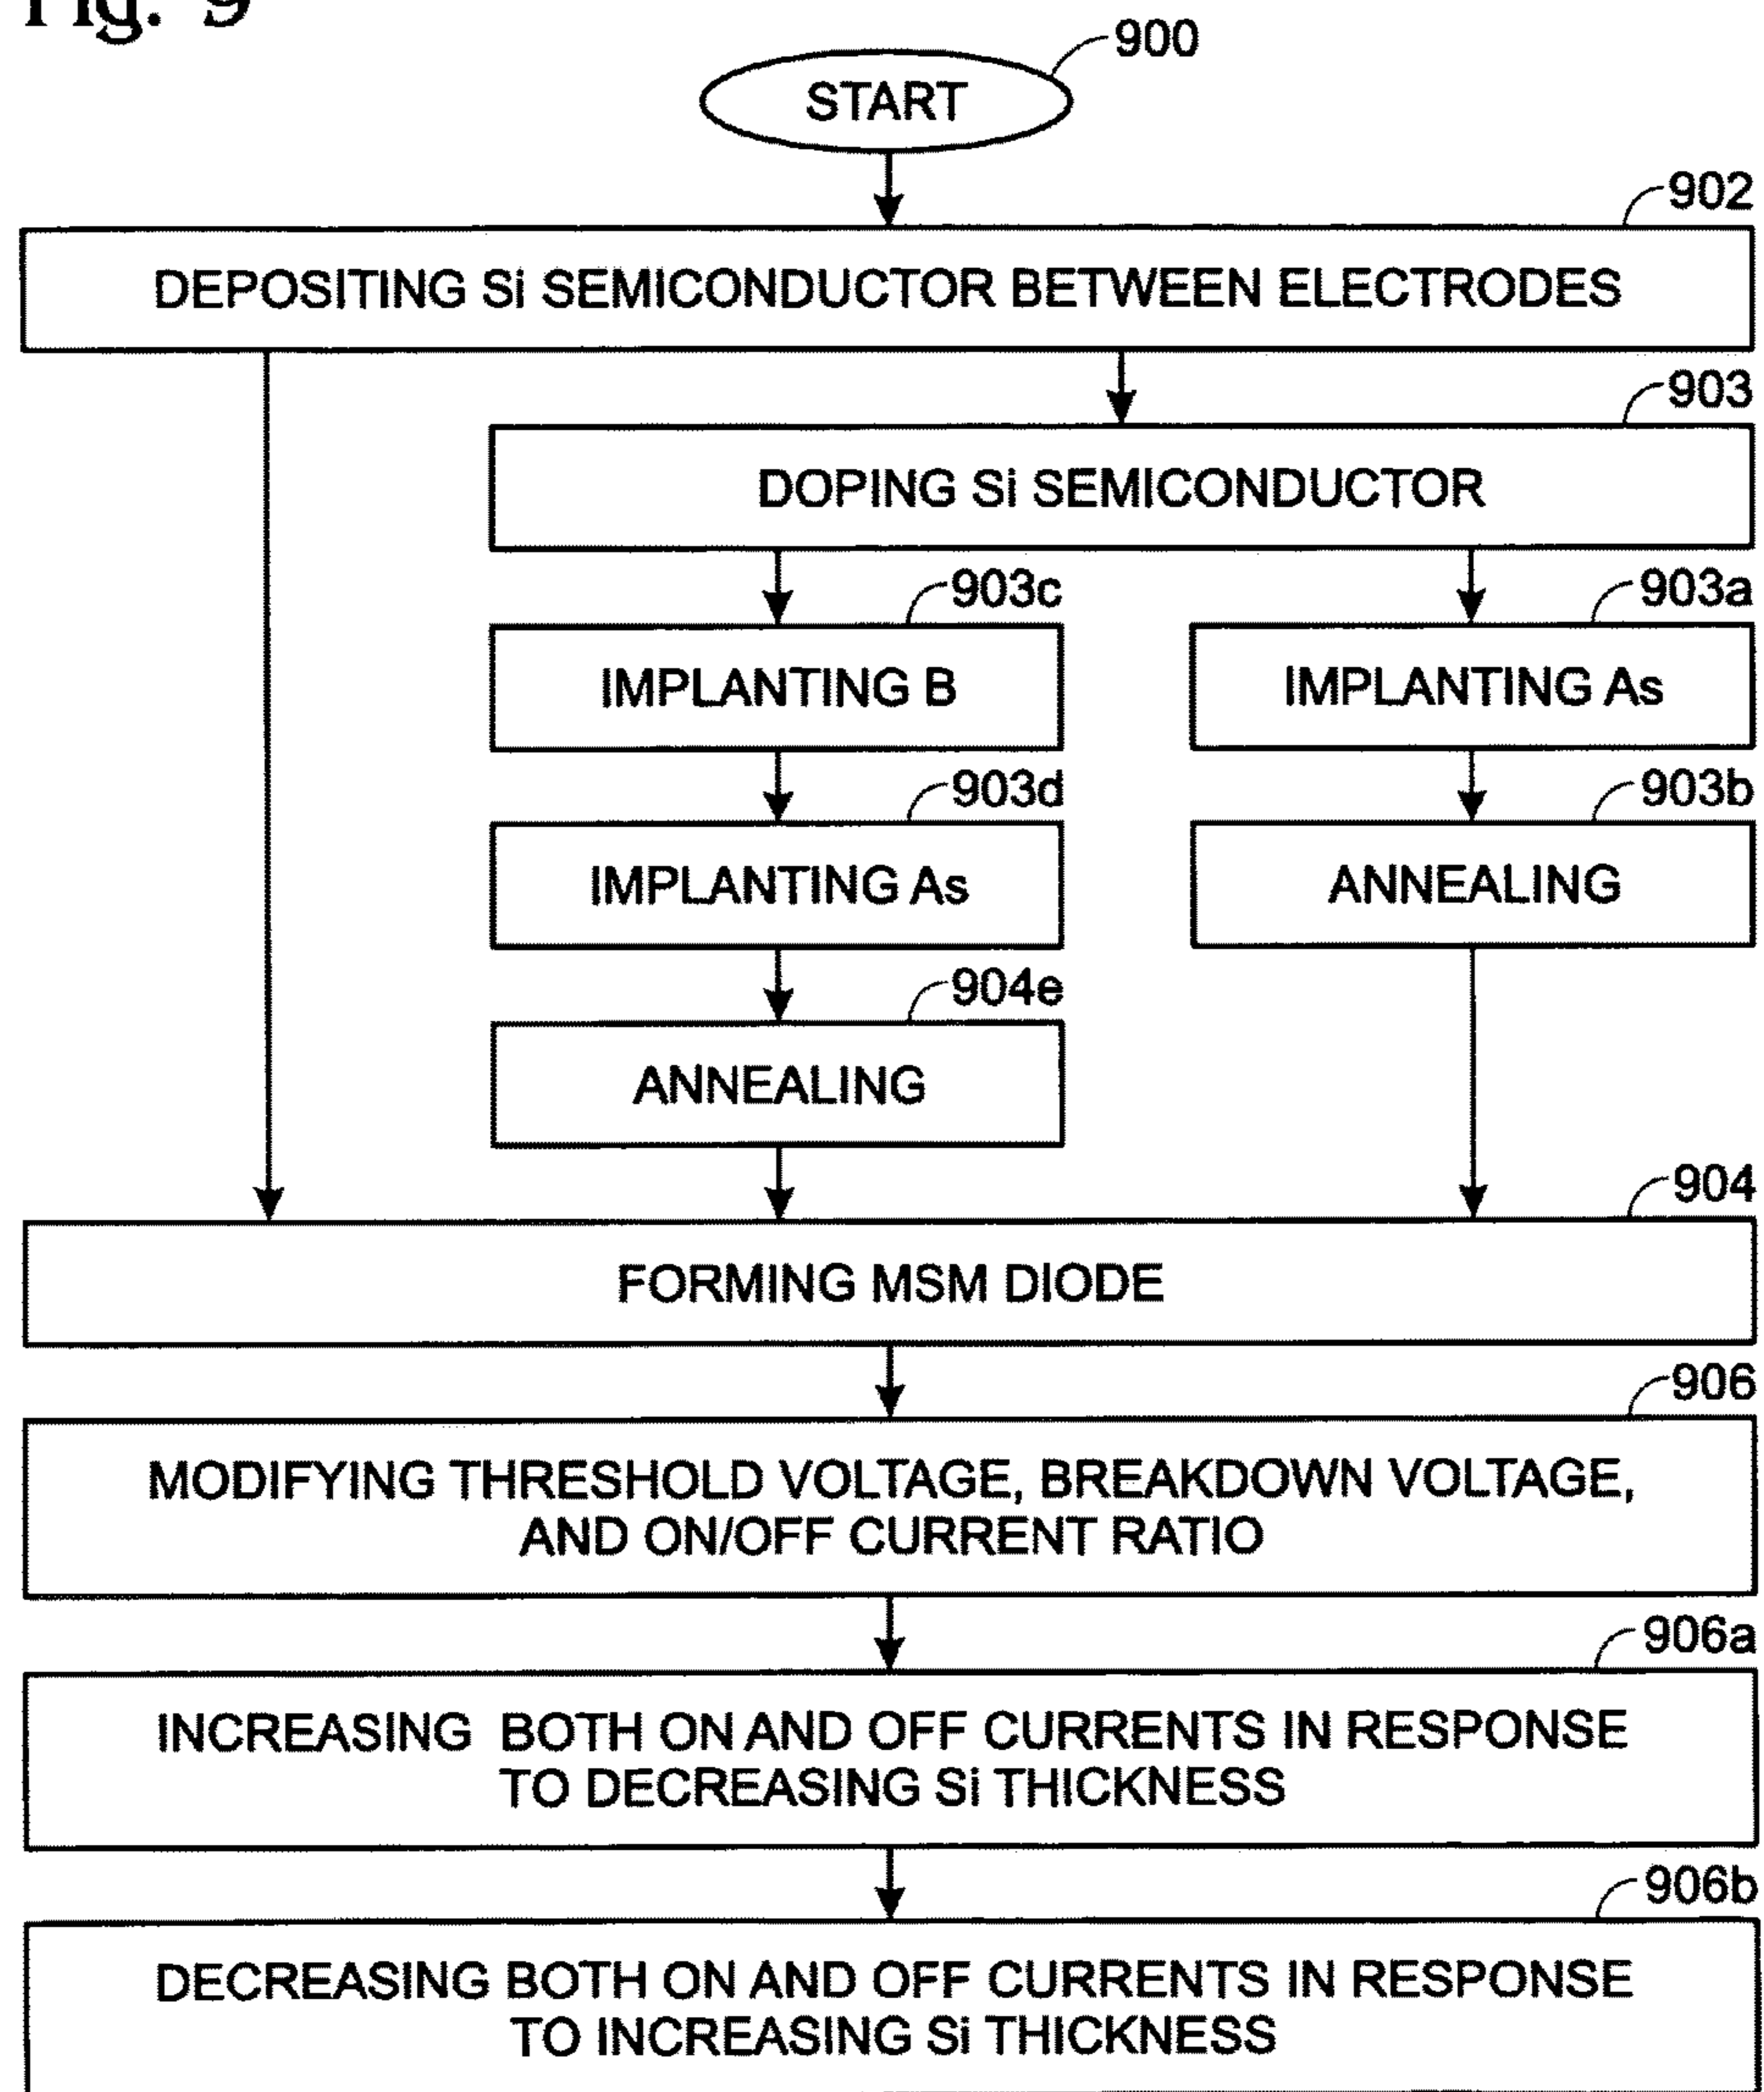 Fig. 9
900
START
902
DEPOSITING Si SEMICONDUCTOR BETWEEN ELECTRODES
903
DOPING Si SEMICONDUCTOR
903c
903a
IMPLANTING B
IMPLANTING As
903d
903b
IMPLANTING As
ANNEALING
904e
ANNEALING
904
FORMING MSM DIODE
906
MODIFYING THRESHOLD VOLTAGE, BREAKDOWN VOLTAGE,
AND ON/OFF CURRENT RATIO
906a
INCREASING BOTH ON AND OFF CURRENTS IN RESPONSE
TO DECREASING Si THICKNESS
906b
DECREASING BOTH ON AND OFF CURRENTS IN RESPONSE
TO INCREASING Si THICKNESS